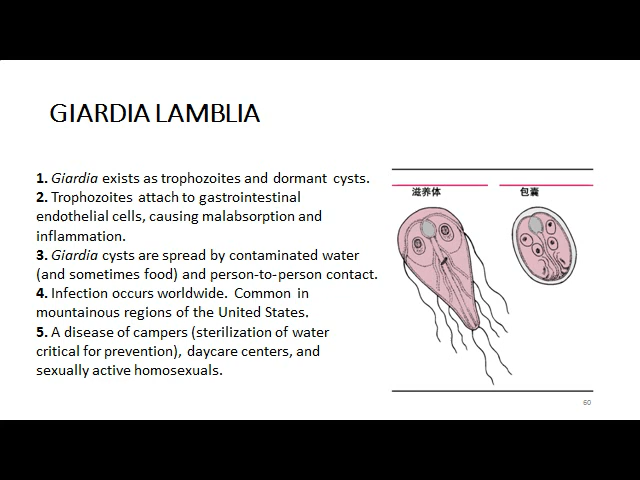 GIARDIA LAMBLIA
1. Giardia exists as trophozoites and dormant cysts.
2. Trophozoites attach to gastrointestinal
endothelial cells, causing malabsorption and
inflammation.
3. Giardia cysts are spread by contaminated water
(and sometimes food) and person-to-person contact.
4. Infection occurs worldwide. Common in
mountainous regions of the United States.
5. A disease of campers (sterilization of water
critical for prevention), daycare centers, and
sexually active homosexuals.
滋养体
包囊
60